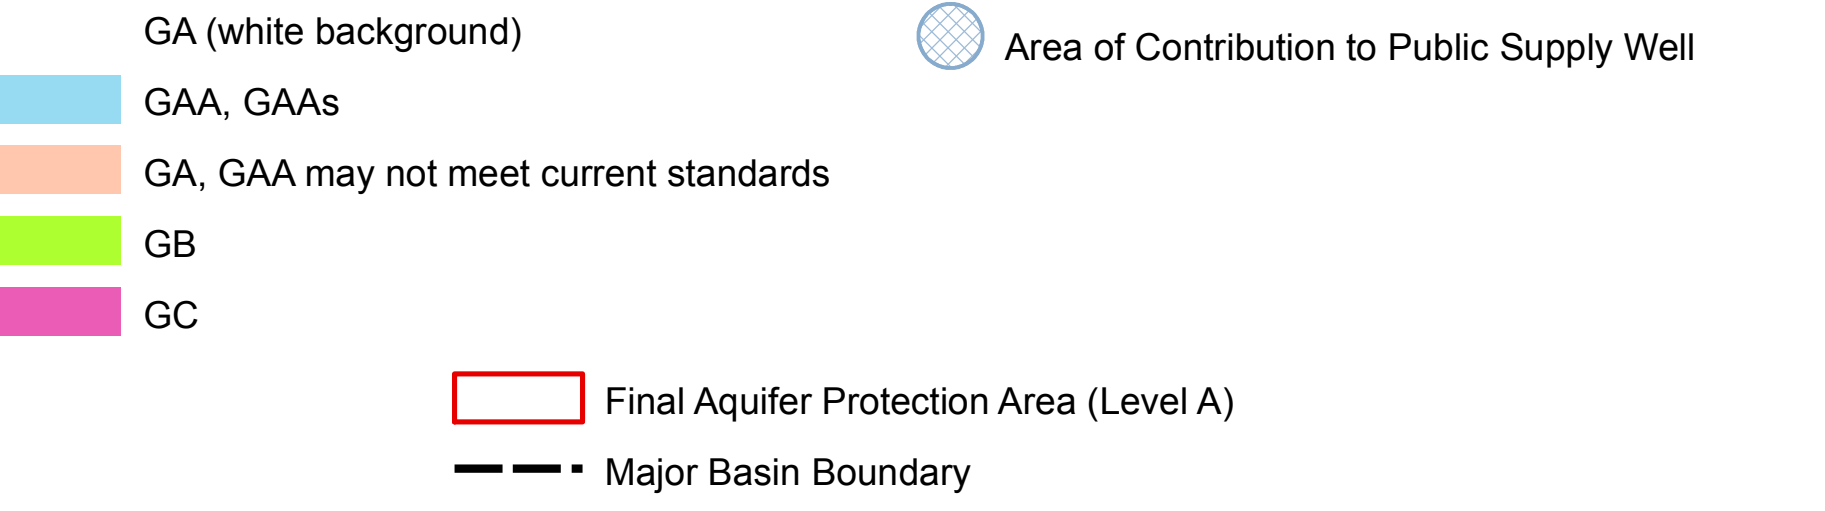 GA (white background)
Area of Contribution to Public Supply Well
GAA, GAAs
GA, GAA may not meet current standards
GB
GC
Final Aquifer Protection Area (Level A)
Major Basin Boundary